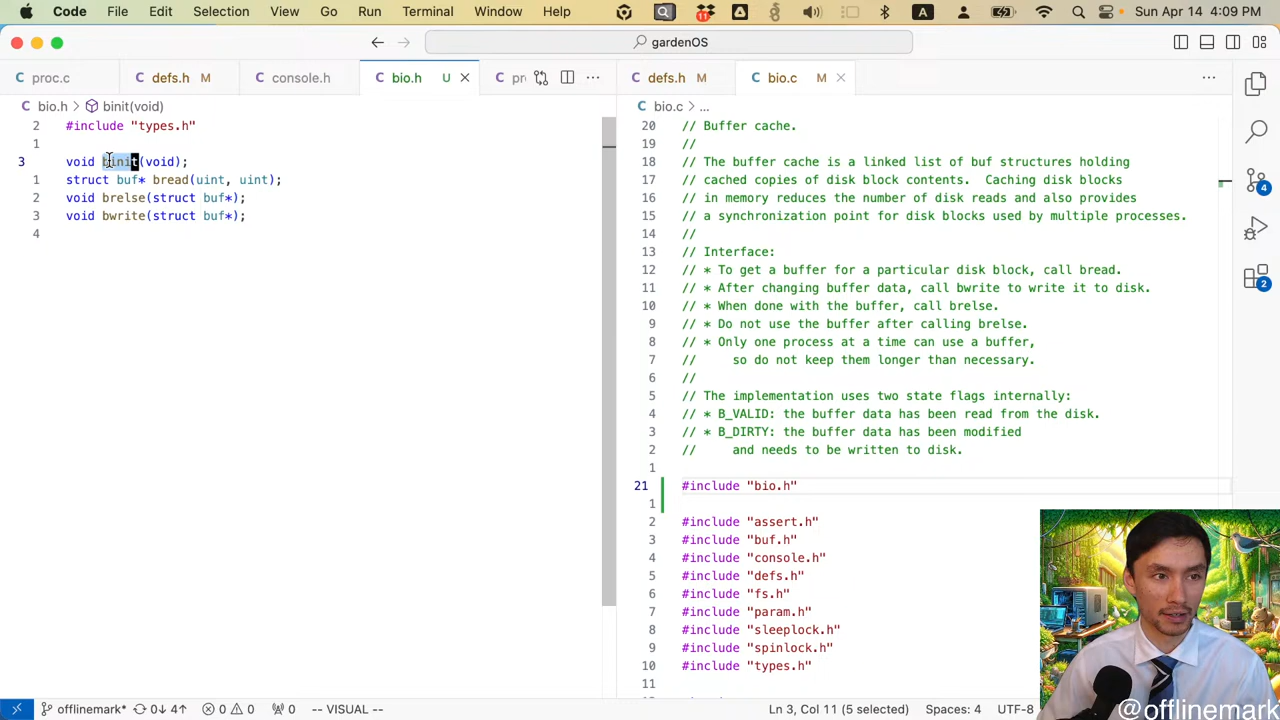 Code File Edit Selection View Go Run Terminal Window Help 11 A Sun Apr 14 4:09 PM
gardenOS
proc.c defs.h M console.h bio.h U pr defs.h M bio.c M
bio.h > binit(void) bio.c > ...
2 #include "types.h"
1
3 void binit(void);
1 struct buf* bread(uint, uint);
2 void brelse(struct buf*);
3 void bwrite(struct buf*);
4
20 // Buffer cache.
19 //
18 // The buffer cache is a linked list of buf structures holding
17 // cached copies of disk block contents.  Caching disk blocks
16 // in memory reduces the number of disk reads and also provides
15 // a synchronization point for disk blocks used by multiple processes.
14 //
13 // Interface:
12 // * To get a buffer for a particular disk block, call bread.
11 // * After changing buffer data, call bwrite to write it to disk.
10 // * When done with the buffer, call brelse.
9 // * Do not use the buffer after calling brelse.
8 // * Only one process at a time can use a buffer,
7 //     so do not keep them longer than necessary.
6 //
5 // The implementation uses two state flags internally:
4 // * B_VALID: the buffer data has been read from the disk.
3 // * B_DIRTY: the buffer data has been modified
2 //     and needs to be written to disk.
1
21 #include "bio.h"
1
2 #include "assert.h"
3 #include "buf.h"
4 #include "console.h"
5 #include "defs.h"
6 #include "fs.h"
7 #include "param.h"
8 #include "sleeplock.h"
9 #include "spinlock.h"
10 #include "types.h"
11
4
2
offlinemark* 0↓ 4↑ 0 0 0 -- VISUAL -- Ln 3, Col 11 (5 selected) Spaces: 4 UTF-8
@offlinemark